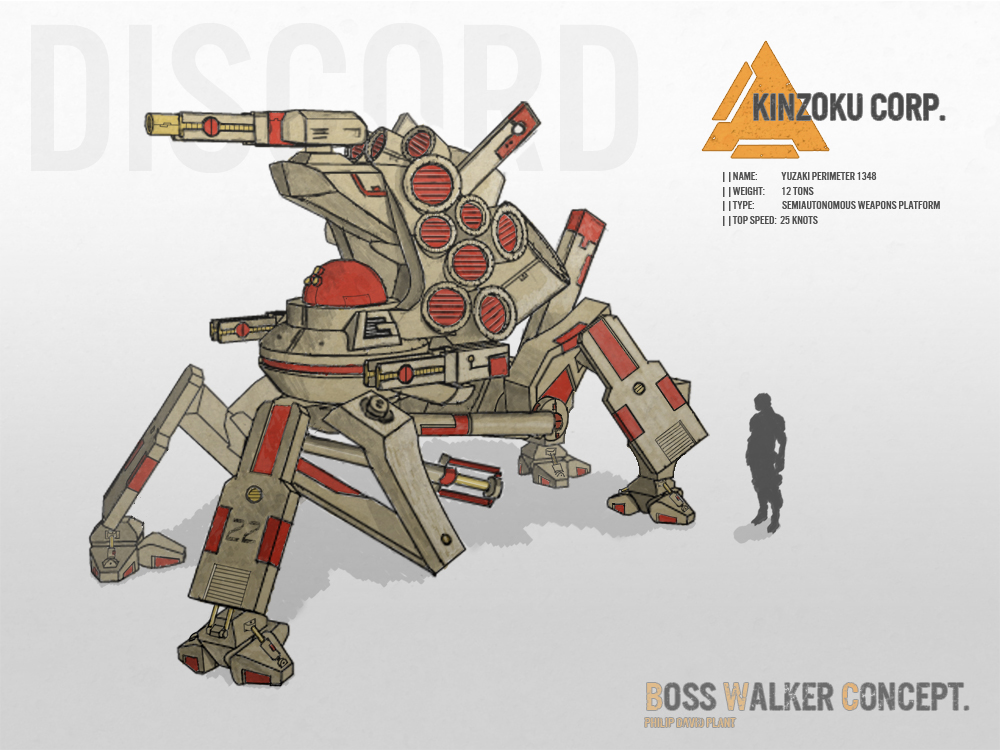 DISCORD
KINZOKU CORP.
||NAME: YUZAKI PERIMETER 1348
||WEIGHT: 12 TONS
||TYPE: SEMIAUTONOMOUS WEAPONS PLATFORM
||TOP SPEED: 25 KNOTS
22
BOSS WALKER CONCEPT.
PHILIP DAVID PLANT